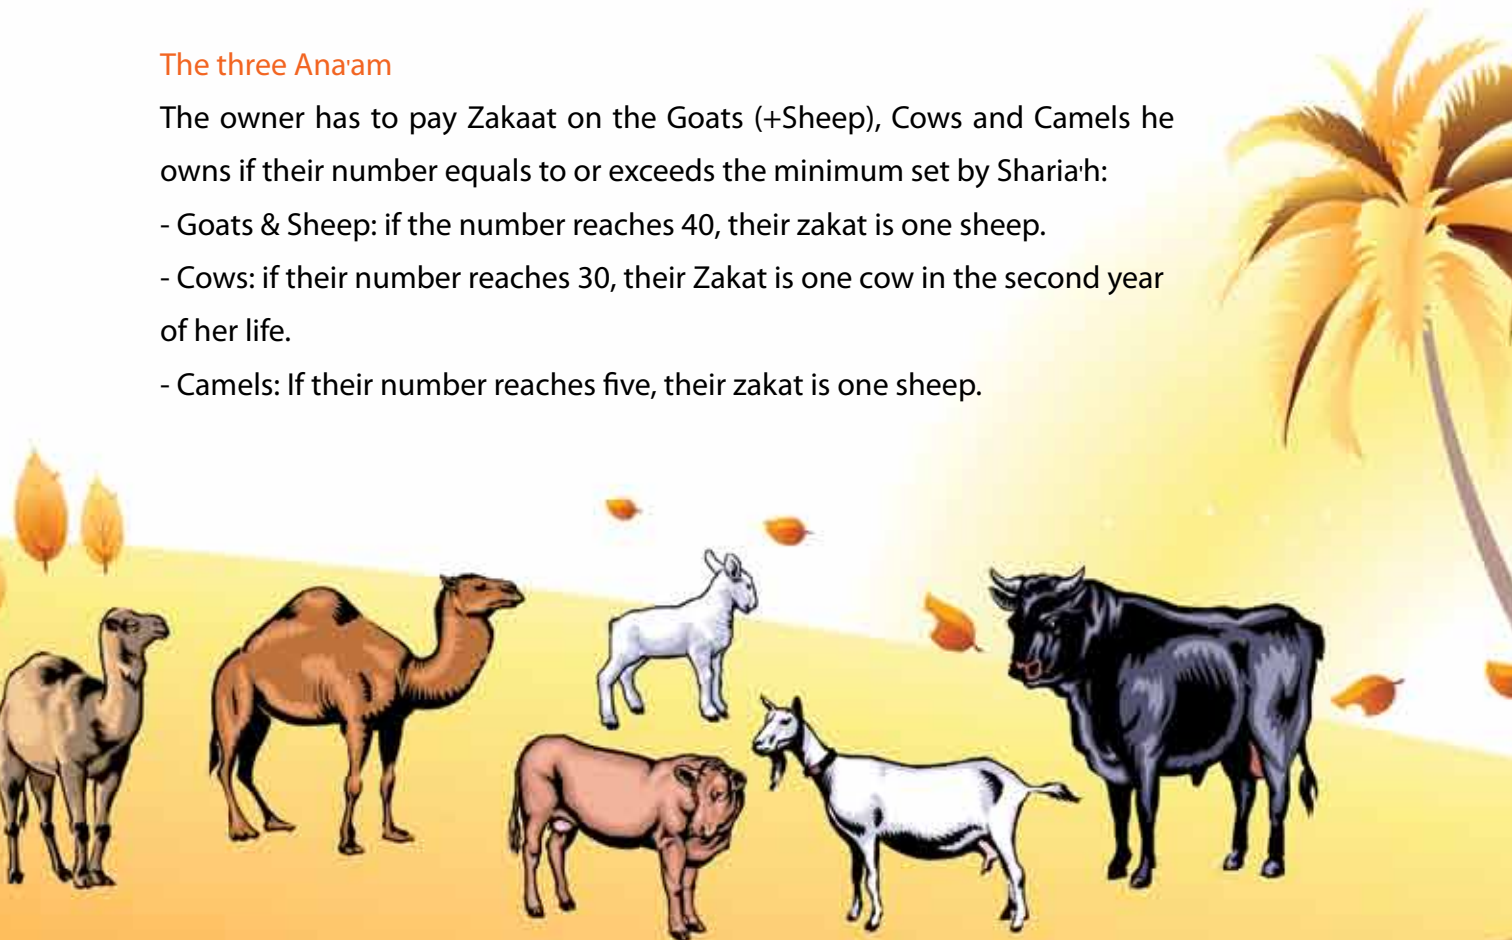 The three Ana'am
The owner has to pay Zakaat on the Goats (+Sheep), Cows and Camels he
owns if their number equals to or exceeds the minimum set by Sharia'h:
- Goats & Sheep: if the number reaches 40, their zakat is one sheep.
- Cows: if their number reaches 30, their Zakat is one cow in the second year
of her life.
- Camels: If their number reaches five, their zakat is one sheep.